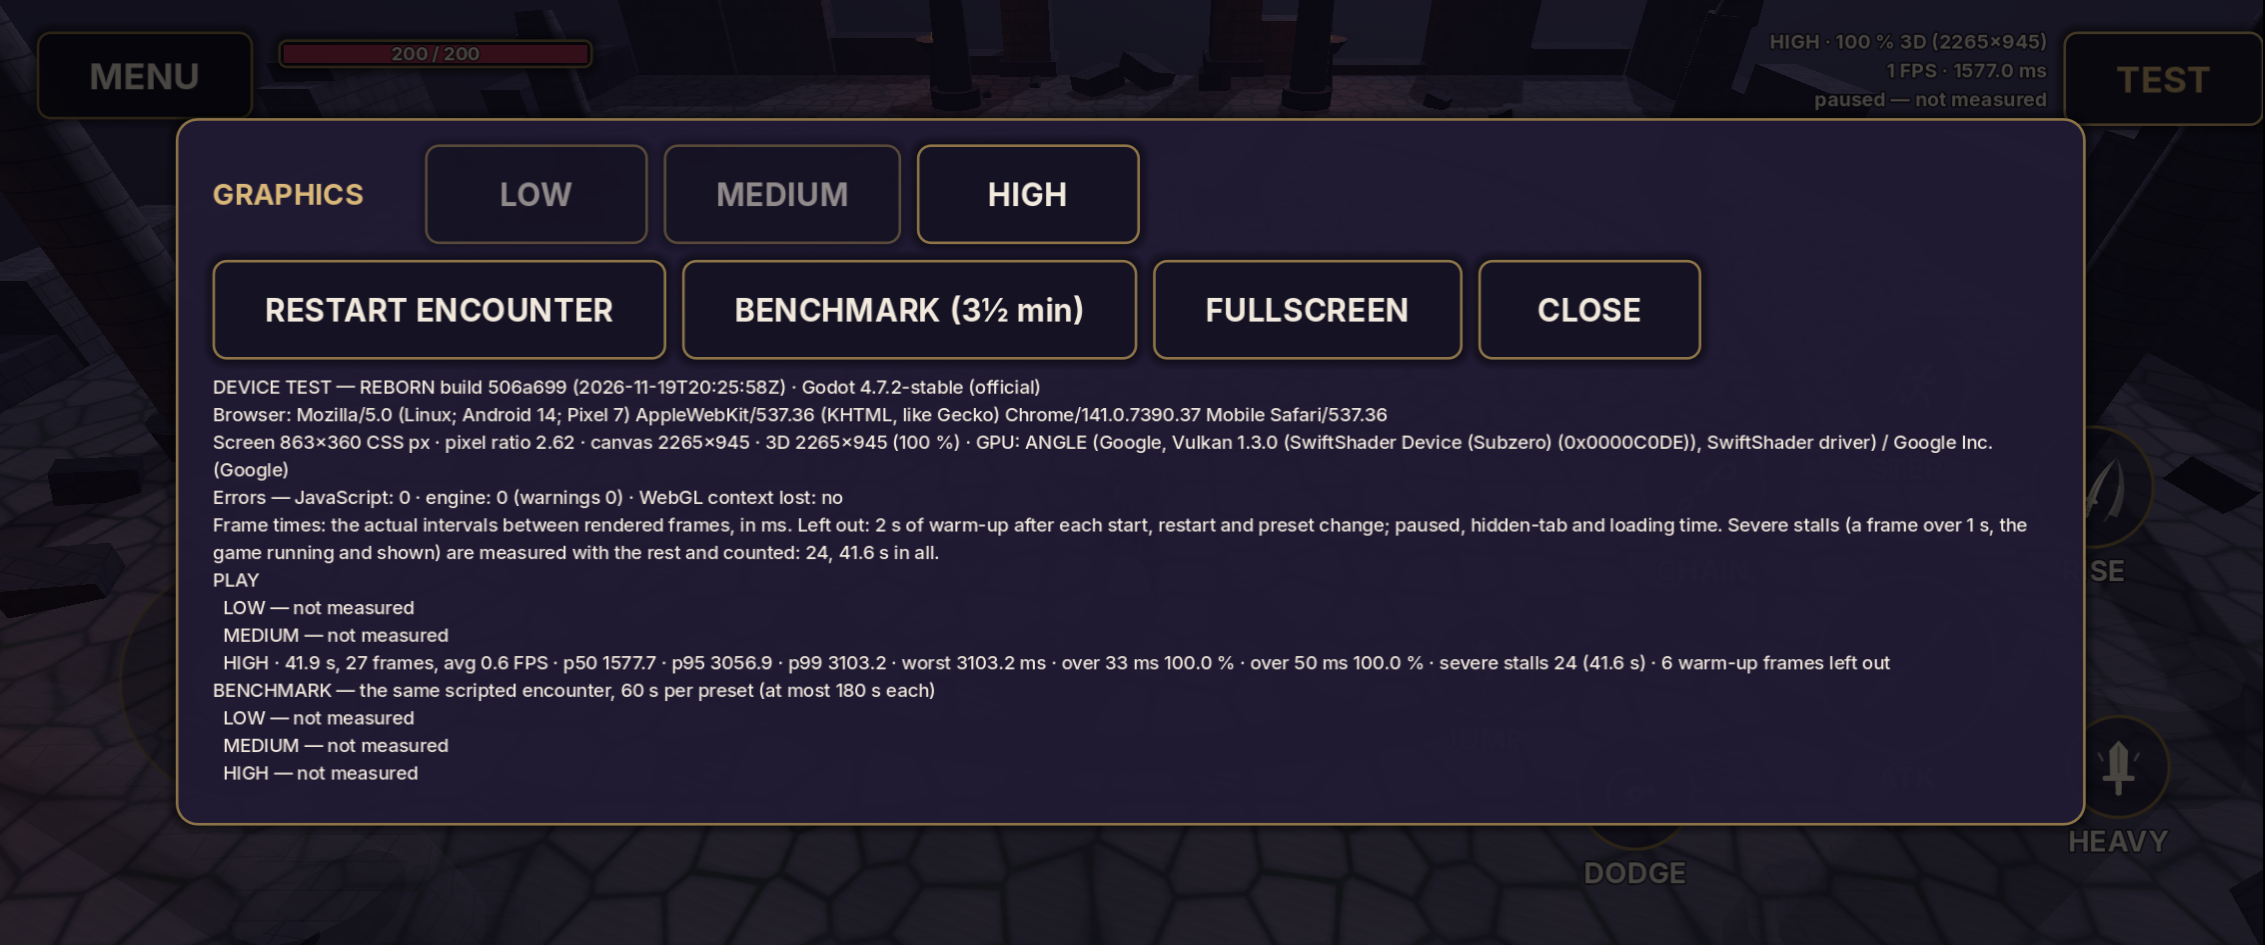 MENU
200 / 200
HIGH · 100 % 3D (2265×945)
1 FPS · 1577.0 ms
paused — not measured
TEST
GRAPHICS
LOW
MEDIUM
HIGH
RESTART ENCOUNTER
BENCHMARK (3½ min)
FULLSCREEN
CLOSE
DEVICE TEST — REBORN build 506a699 (2026-11-19T20:25:58Z) · Godot 4.7.2-stable (official)
Browser: Mozilla/5.0 (Linux; Android 14; Pixel 7) AppleWebKit/537.36 (KHTML, like Gecko) Chrome/141.0.7390.37 Mobile Safari/537.36
Screen 863×360 CSS px · pixel ratio 2.62 · canvas 2265×945 · 3D 2265×945 (100 %) · GPU: ANGLE (Google, Vulkan 1.3.0 (SwiftShader Device (Subzero) (0x0000C0DE)), SwiftShader driver) / Google Inc.
(Google)
Errors — JavaScript: 0 · engine: 0 (warnings 0) · WebGL context lost: no
Frame times: the actual intervals between rendered frames, in ms. Left out: 2 s of warm-up after each start, restart and preset change; paused, hidden-tab and loading time. Severe stalls (a frame over 1 s, the
game running and shown) are measured with the rest and counted: 24, 41.6 s in all.
PLAY
LOW — not measured
MEDIUM — not measured
HIGH · 41.9 s, 27 frames, avg 0.6 FPS · p50 1577.7 · p95 3056.9 · p99 3103.2 · worst 3103.2 ms · over 33 ms 100.0 % · over 50 ms 100.0 % · severe stalls 24 (41.6 s) · 6 warm-up frames left out
BENCHMARK — the same scripted encounter, 60 s per preset (at most 180 s each)
LOW — not measured
MEDIUM — not measured
HIGH — not measured
SE
JUMP
ATK
HEAVY
DODGE